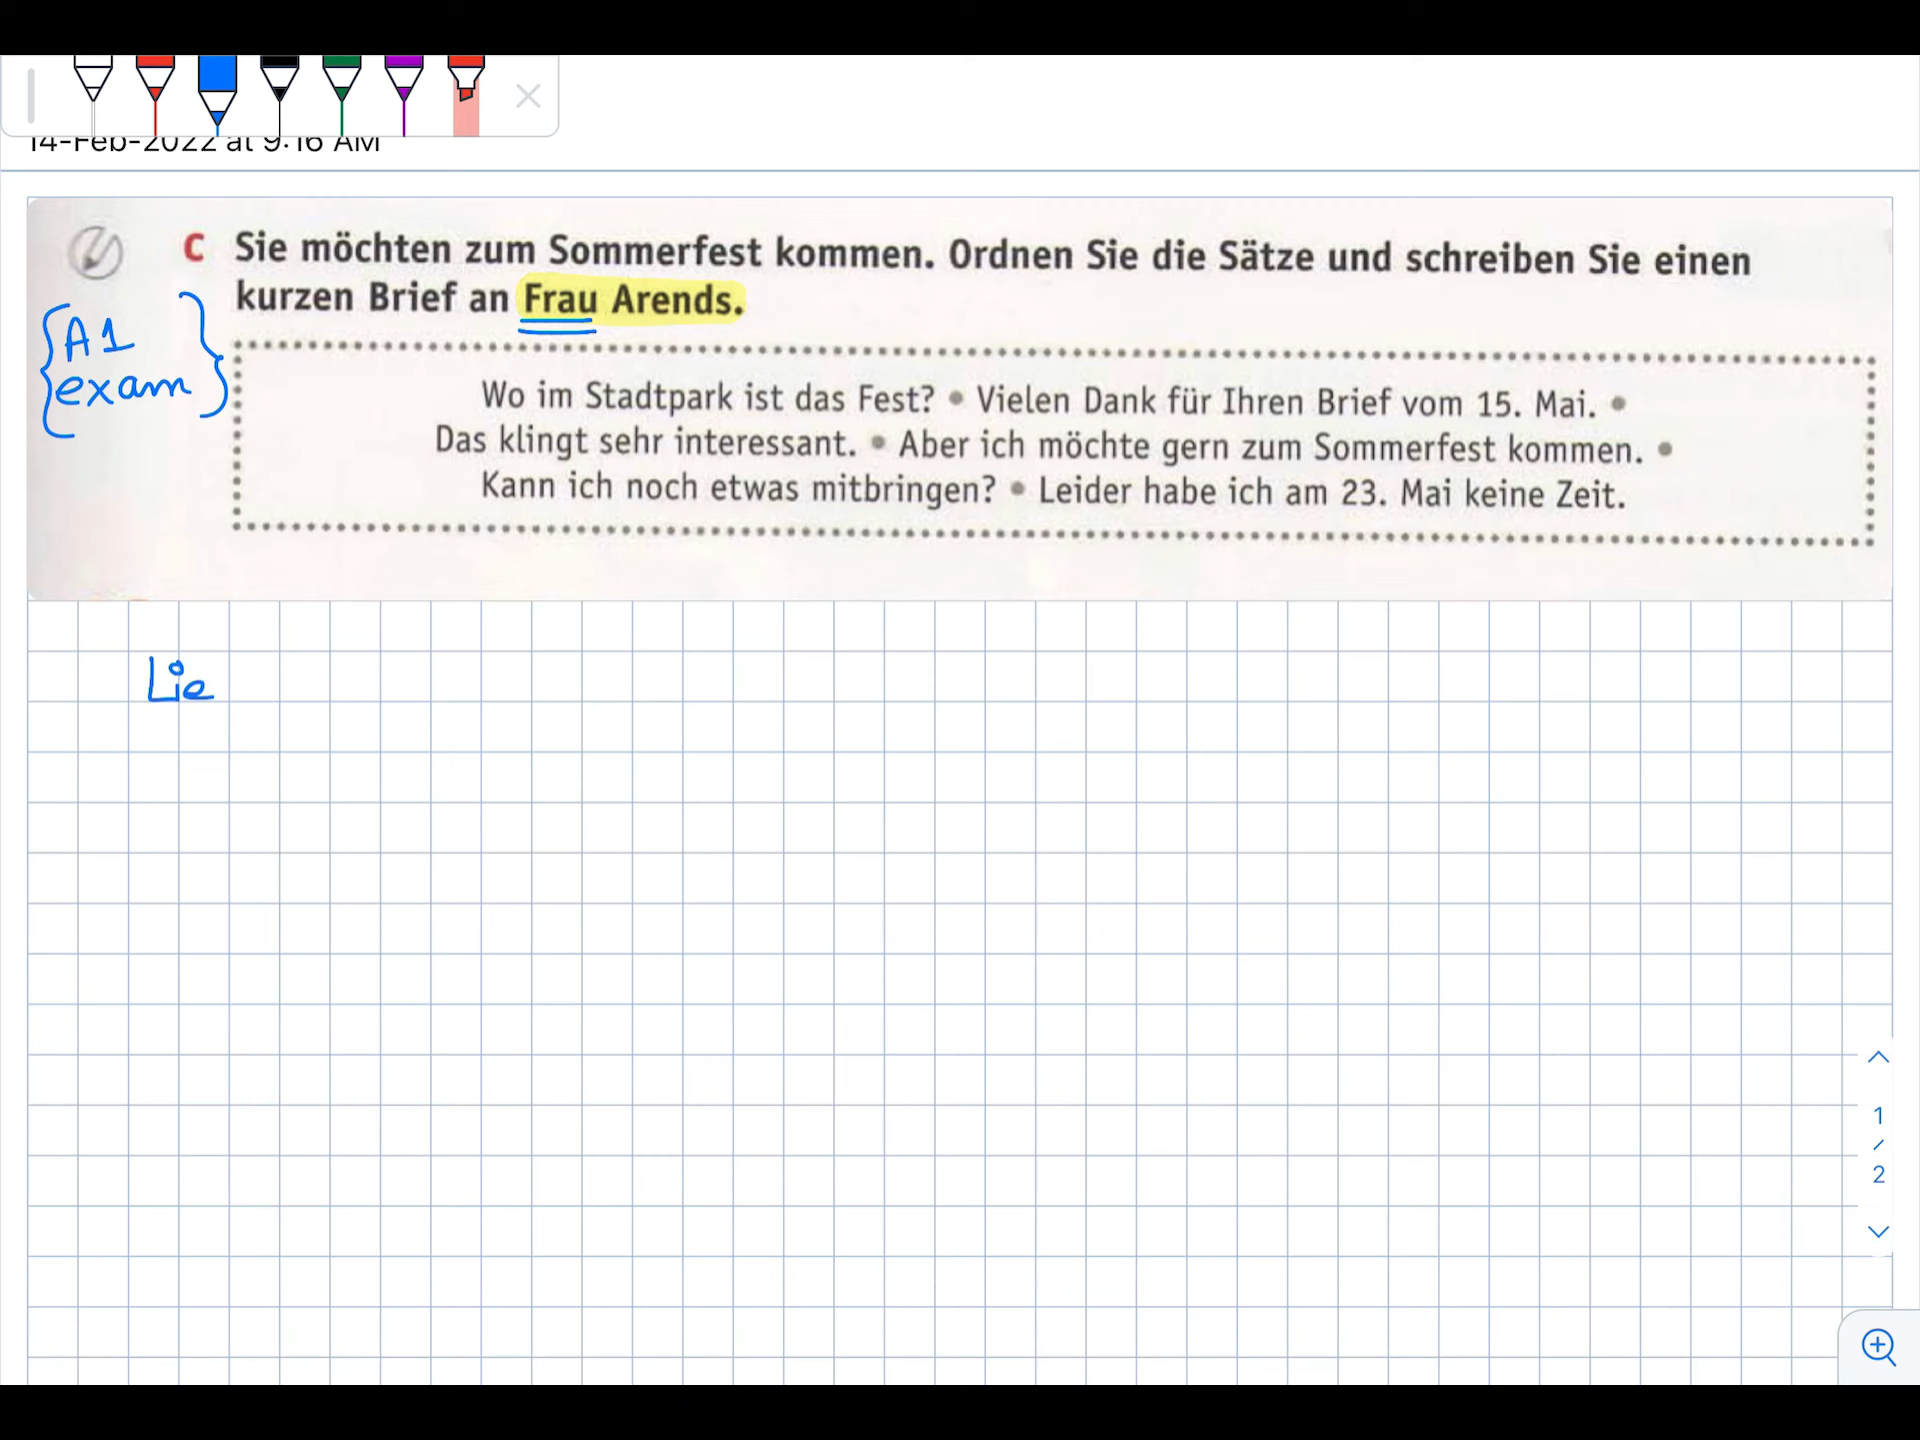 14-Feb-2022 at 9:16 AM
C Sie möchten zum Sommerfest kommen. Ordnen Sie die Sätze und schreiben Sie einen
kurzen Brief an Frau Arends.
A1
exam
Wo im Stadtpark ist das Fest? • Vielen Dank für Ihren Brief vom 15. Mai. •
Das klingt sehr interessant. • Aber ich möchte gern zum Sommerfest kommen. •
Kann ich noch etwas mitbringen? • Leider habe ich am 23. Mai keine Zeit.
Lie
1
/
2